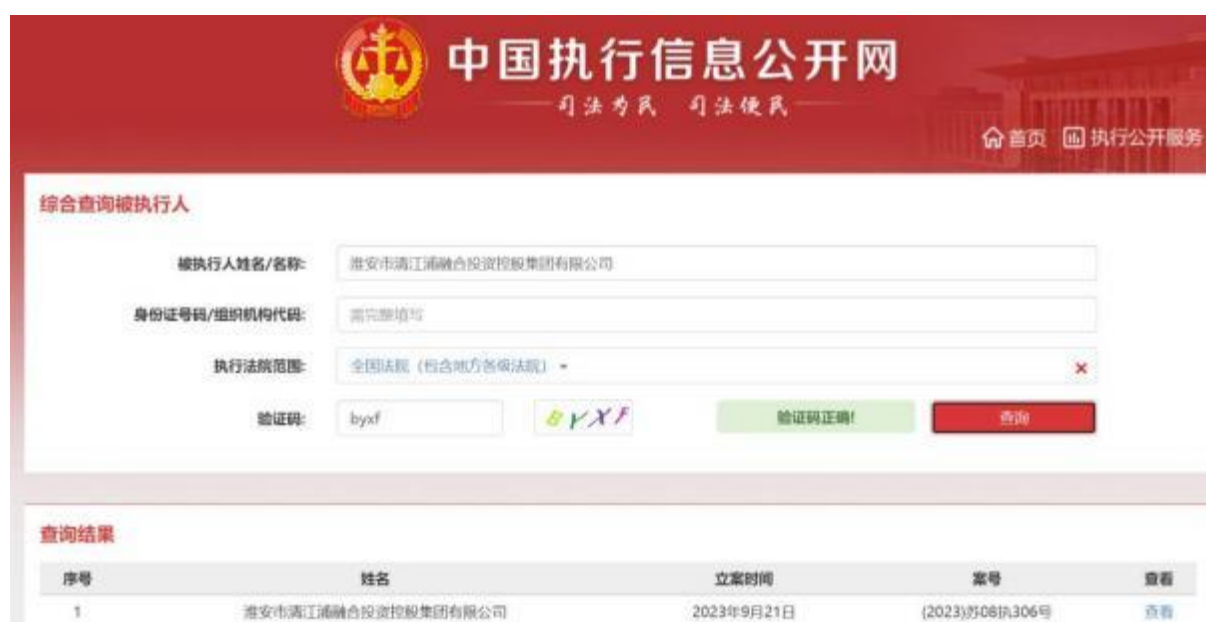 中国执行信息公开网
司法为民 司法便民
首页 执行公开服务
综合查询被执行人
被执行人姓名/名称: 淮安市清江浦融合投资控股集团有限公司
身份证号码/组织机构代码: 需完整填写
执行法院范围: 全国法院（包含地方各级法院）
验证码: byxf BYXF 验证码正确! 查询
查询结果
序号 姓名 立案时间 案号 查看
1 淮安市清江浦融合投资控股集团有限公司 2023年9月21日 (2023)苏08执306号 查看